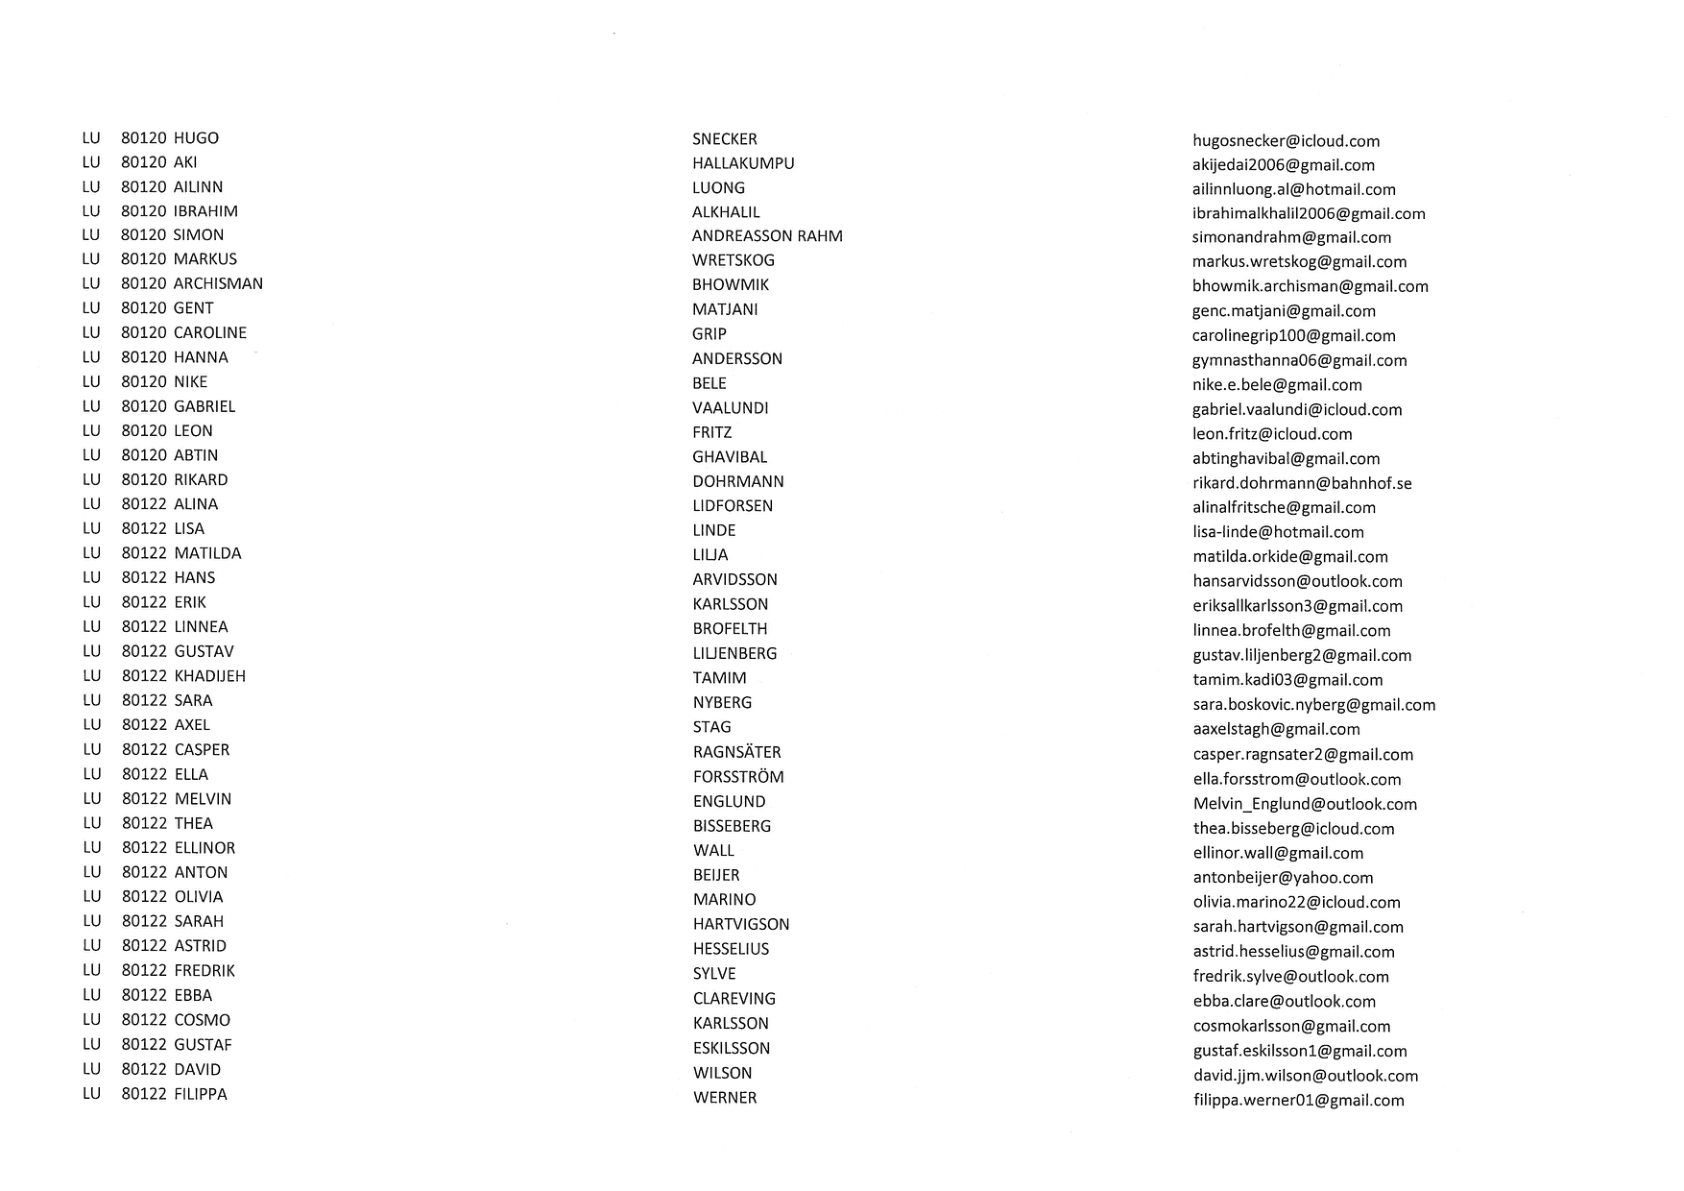 LU 80120 HUGO SNECKER hugosnecker@icloud.com
LU 80120 AKI HALLAKUMPU akijedai2006@gmail.com
LU 80120 AILINN LUONG ailinnluong.al@hotmail.com
LU 80120 IBRAHIM ALKHALIL ibrahimalkhalil2006@gmail.com
LU 80120 SIMON ANDREASSON RAHM simonandrahm@gmail.com
LU 80120 MARKUS WRETSKOG markus.wretskog@gmail.com
LU 80120 ARCHISMAN BHOWMIK bhowmik.archisman@gmail.com
LU 80120 GENT MATJANI genc.matjani@gmail.com
LU 80120 CAROLINE GRIP carolinegrip100@gmail.com
LU 80120 HANNA ANDERSSON gymnasthanna06@gmail.com
LU 80120 NIKE BELE nike.e.bele@gmail.com
LU 80120 GABRIEL VAALUNDI gabriel.vaalundi@icloud.com
LU 80120 LEON FRITZ leon.fritz@icloud.com
LU 80120 ABTIN GHAVIBAL abtinghavibal@gmail.com
LU 80120 RIKARD DOHRMANN rikard.dohrmann@bahnhof.se
LU 80122 ALINA LIDFORSEN alinalfritsche@gmail.com
LU 80122 LISA LINDE lisa-linde@hotmail.com
LU 80122 MATILDA LILJA matilda.orkide@gmail.com
LU 80122 HANS ARVIDSSON hansarvidsson@outlook.com
LU 80122 ERIK KARLSSON eriksallkarlsson3@gmail.com
LU 80122 LINNEA BROFELTH linnea.brofelth@gmail.com
LU 80122 GUSTAV LILJENBERG gustav.liljenberg2@gmail.com
LU 80122 KHADIJEH TAMIM tamim.kadi03@gmail.com
LU 80122 SARA NYBERG sara.boskovic.nyberg@gmail.com
LU 80122 AXEL STAG aaxelstagh@gmail.com
LU 80122 CASPER RAGNSÄTER casper.ragnsater2@gmail.com
LU 80122 ELLA FORSSTRÖM ella.forsstrom@outlook.com
LU 80122 MELVIN ENGLUND Melvin_Englund@outlook.com
LU 80122 THEA BISSEBERG thea.bisseberg@icloud.com
LU 80122 ELLINOR WALL ellinor.wall@gmail.com
LU 80122 ANTON BEIJER antonbeijer@yahoo.com
LU 80122 OLIVIA MARINO olivia.marino22@icloud.com
LU 80122 SARAH HARTVIGSON sarah.hartvigson@gmail.com
LU 80122 ASTRID HESSELIUS astrid.hesselius@gmail.com
LU 80122 FREDRIK SYLVE fredrik.sylve@outlook.com
LU 80122 EBBA CLAREVING ebba.clare@outlook.com
LU 80122 COSMO KARLSSON cosmokarlsson@gmail.com
LU 80122 GUSTAF ESKILSSON gustaf.eskilsson1@gmail.com
LU 80122 DAVID WILSON david.jjm.wilson@outlook.com
LU 80122 FILIPPA WERNER filippa.werner01@gmail.com